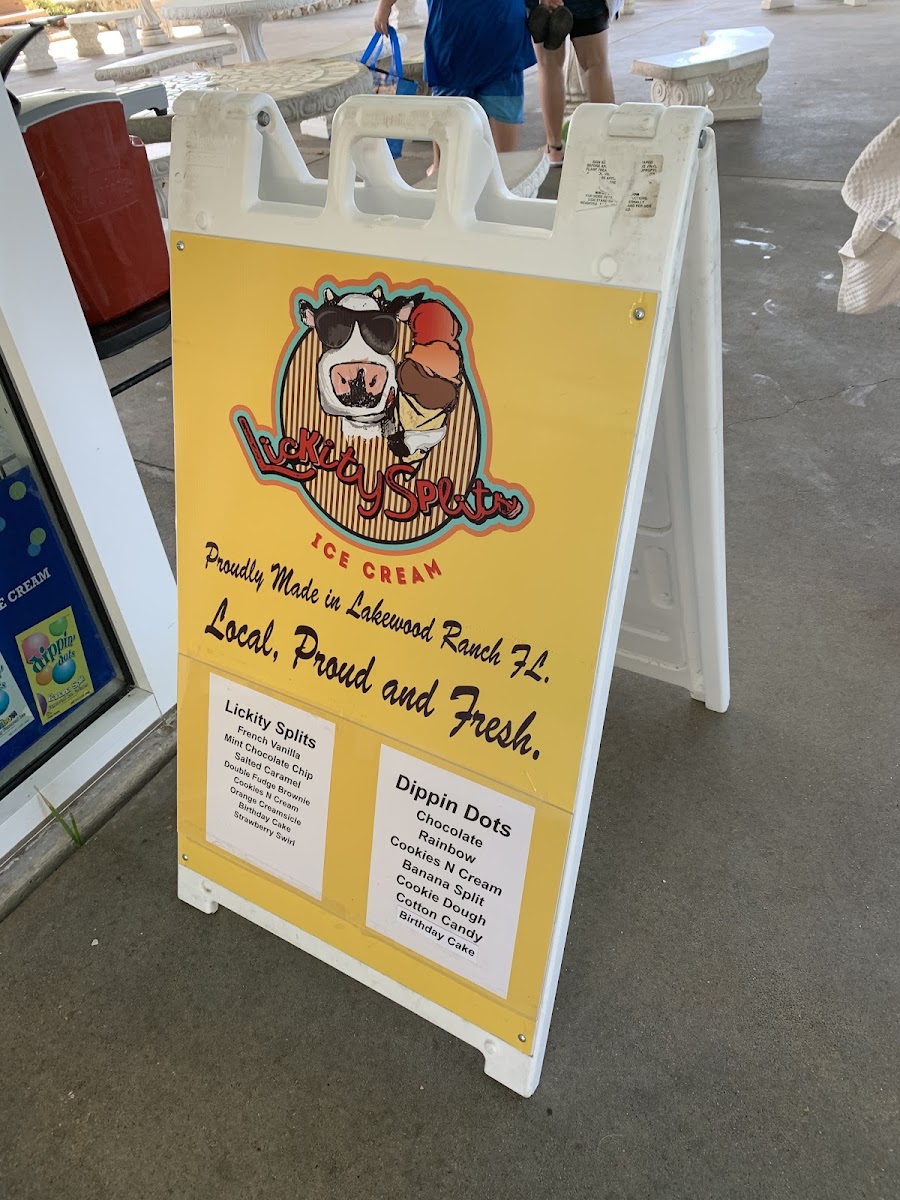 Lickity Splits
ICE CREAM
Proudly Made in Lakewood Ranch FL.
Local, Proud and Fresh.
Lickity Splits
French Vanilla
Mint Chocolate Chip
Salted Caramel
Double Fudge Brownie
Cookies N Cream
Orange Creamsicle
Birthday Cake
Strawberry Swirl
Dippin Dots
Chocolate
Rainbow
Cookies N Cream
Banana Split
Cookie Dough
Cotton Candy
Birthday Cake
E CREAM
dippin'
dots